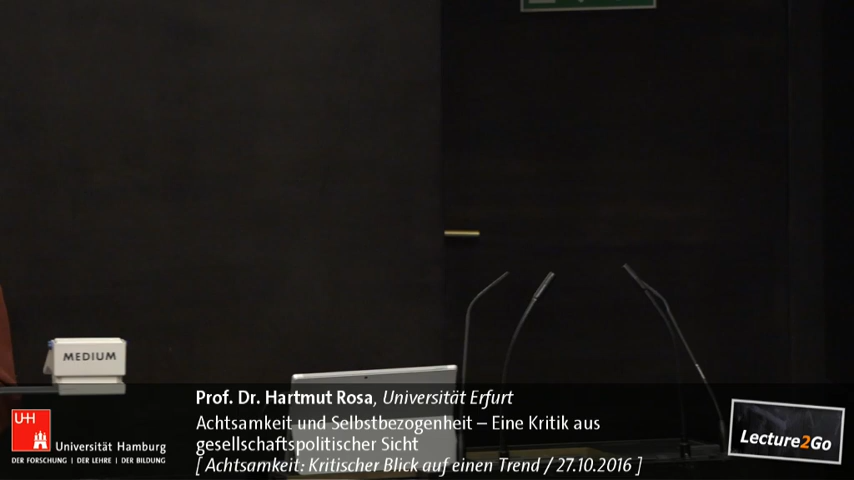 MEDIUM
Prof. Dr. Hartmut Rosa, Universität Erfurt
Achtsamkeit und Selbstbezogenheit – Eine Kritik aus
gesellschaftspolitischer Sicht
[ Achtsamkeit: Kritischer Blick auf einen Trend / 27.10.2016 ]
UH
Universität Hamburg
DER FORSCHUNG | DER LEHRE | DER BILDUNG
Lecture2Go